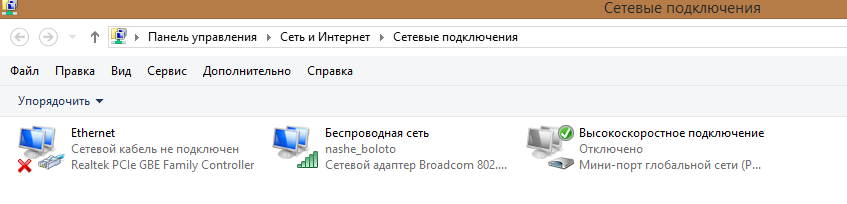 Сетевые подключения
Панель управления Сеть и Интернет Сетевые подключения
Файл Правка Вид Сервис Дополнительно Справка
Упорядочить
Ethernet
Сетевой кабель не подключен
Realtek PCIe GBE Family Controller
Беспроводная сеть
nashe_boloto
Сетевой адаптер Broadcom 802....
Высокоскоростное подключение
Отключено
Мини-порт глобальной сети (P...